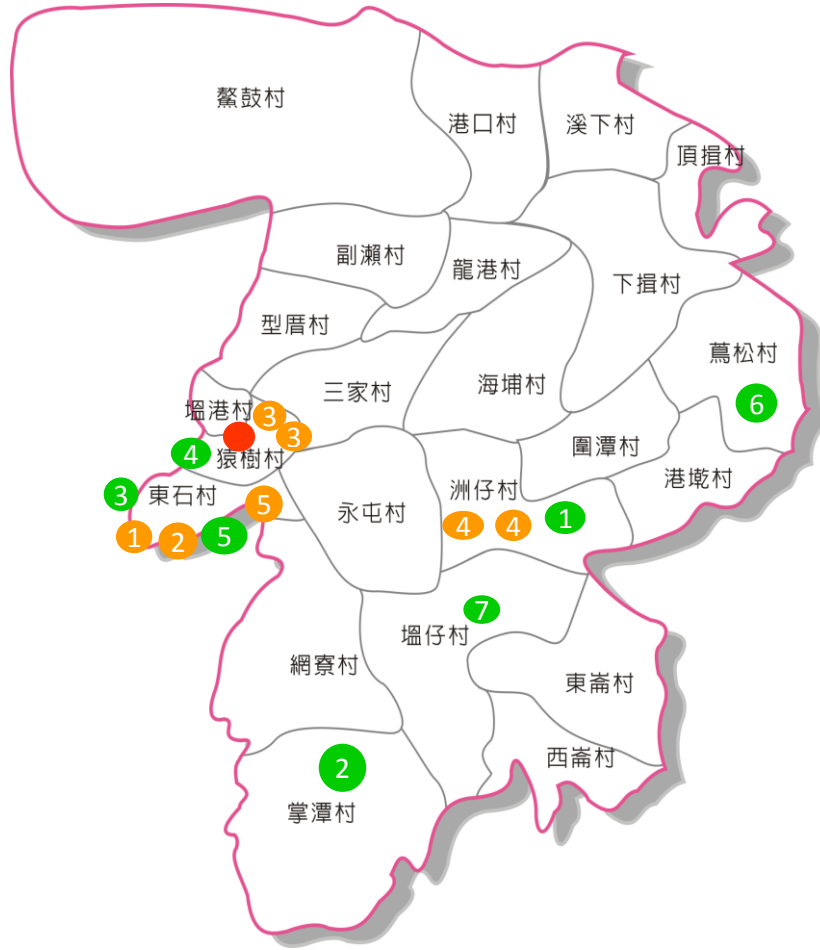 鰲鼓村
港口村
溪下村
頂揖村
副瀨村
龍港村
下揖村
型厝村
蔦松村
三家村
海埔村
6
塭港村
3
3
4
猿樹村
圍潭村
港墘村
3
東石村
5
洲仔村
永屯村
4
4
1
1
2
5
7
塭仔村
網寮村
東崙村
西崙村
2
掌潭村